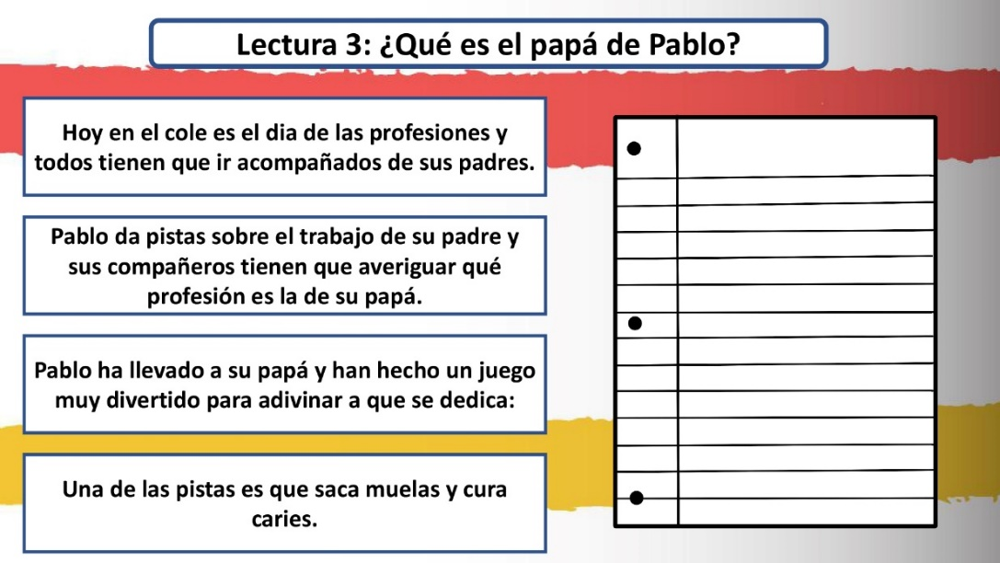 Lectura 3: ¿Qué es el papá de Pablo?
Hoy en el cole es el dia de las profesiones y
todos tienen que ir acompañados de sus padres.
Pablo da pistas sobre el trabajo de su padre y
sus compañeros tienen que averiguar qué
profesión es la de su papá.
Pablo ha llevado a su papá y han hecho un juego
muy divertido para adivinar a que se dedica:
Una de las pistas es que saca muelas y cura
caries.